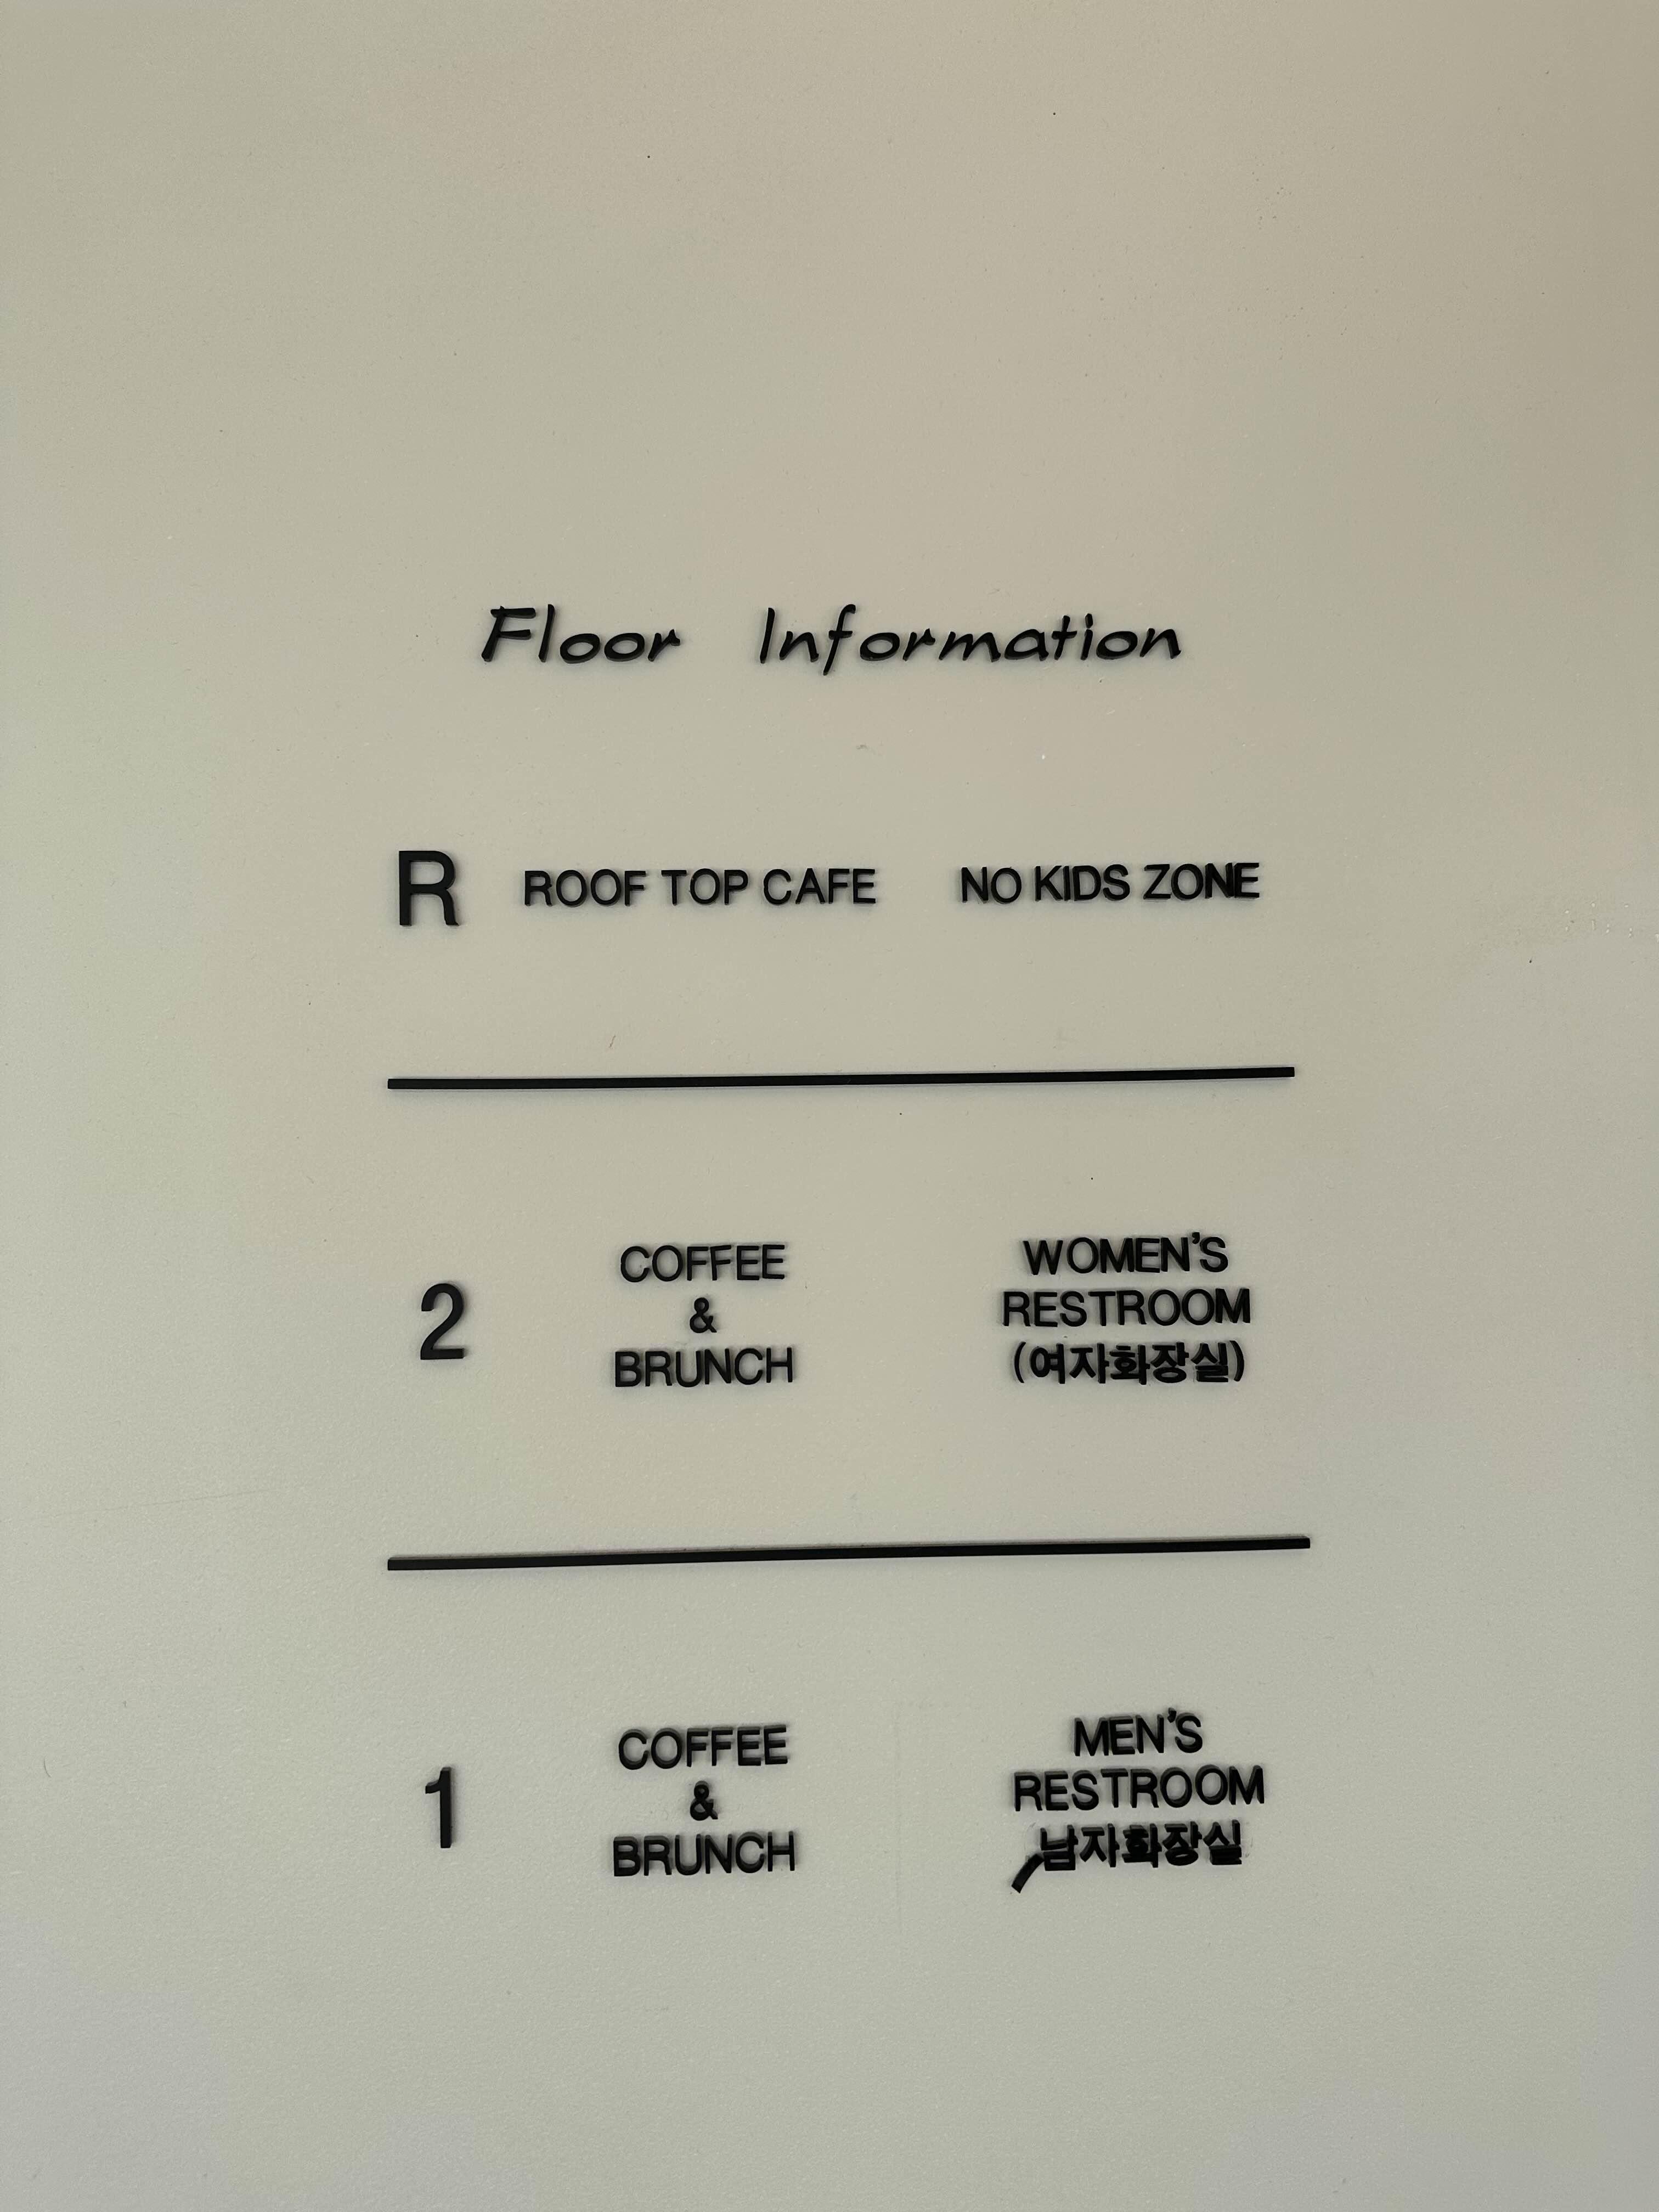 Floor Information
R ROOF TOP CAFE NO KIDS ZONE
2
COFFEE
&
BRUNCH
WOMEN'S
RESTROOM
(여자화장실)
1
COFFEE
&
BRUNCH
MEN'S
RESTROOM
남자화장실